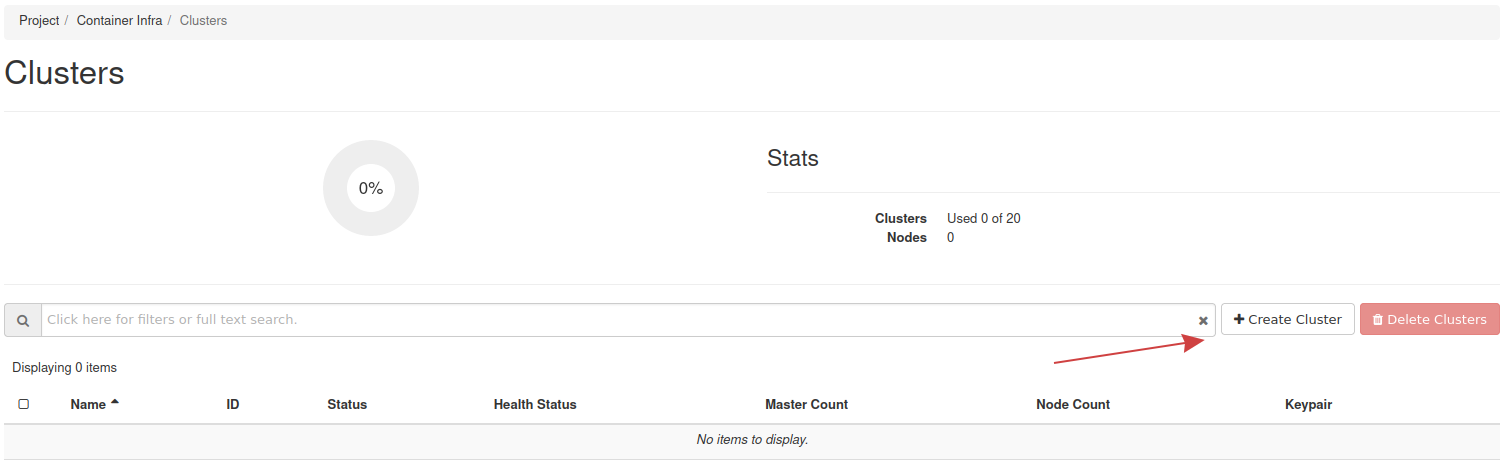 Project / Container Infra / Clusters
Clusters
0%
Stats
Clusters Used 0 of 20
Nodes 0
Click here for filters or full text search.
Create Cluster
Delete Clusters
Displaying 0 items
Name ID Status Health Status Master Count Node Count Keypair
No items to display.